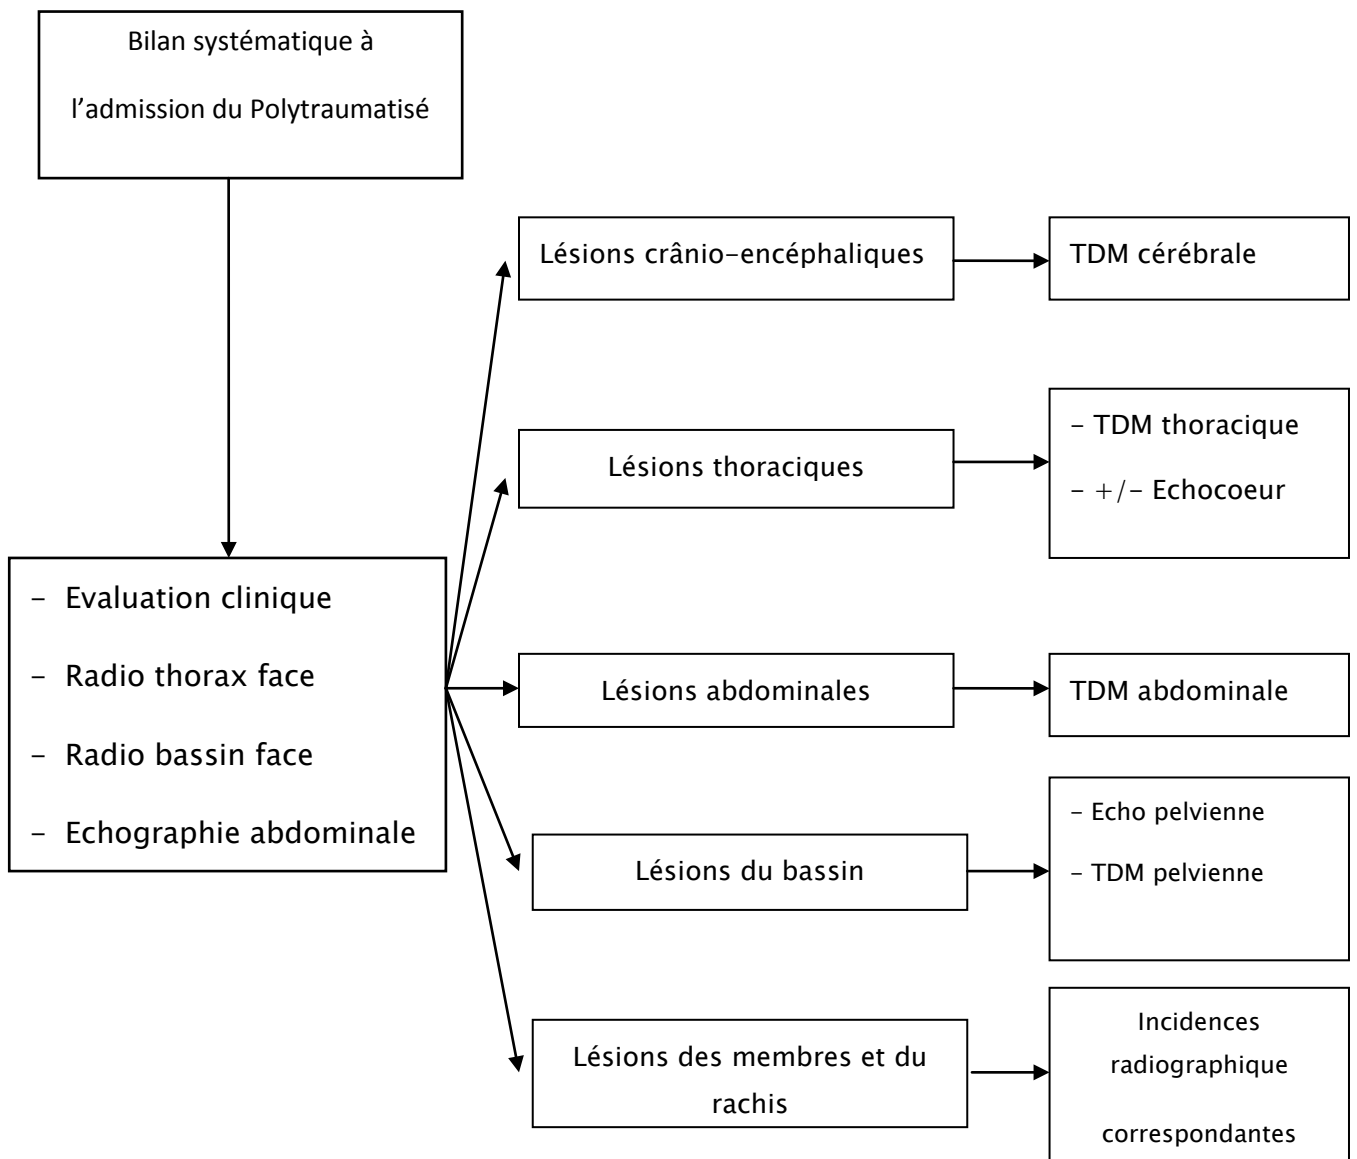 Bilan systématique à
l'admission du Polytraumatisé
– Evaluation clinique
– Radio thorax face
– Radio bassin face
– Echographie abdominale
Lésions crânio–encéphaliques
TDM cérébrale
Lésions thoraciques
– TDM thoracique
– +/– Echocoeur
Lésions abdominales
TDM abdominale
Lésions du bassin
– Echo pelvienne
– TDM pelvienne
Lésions des membres et du
rachis
Incidences
radiographique
correspondantes